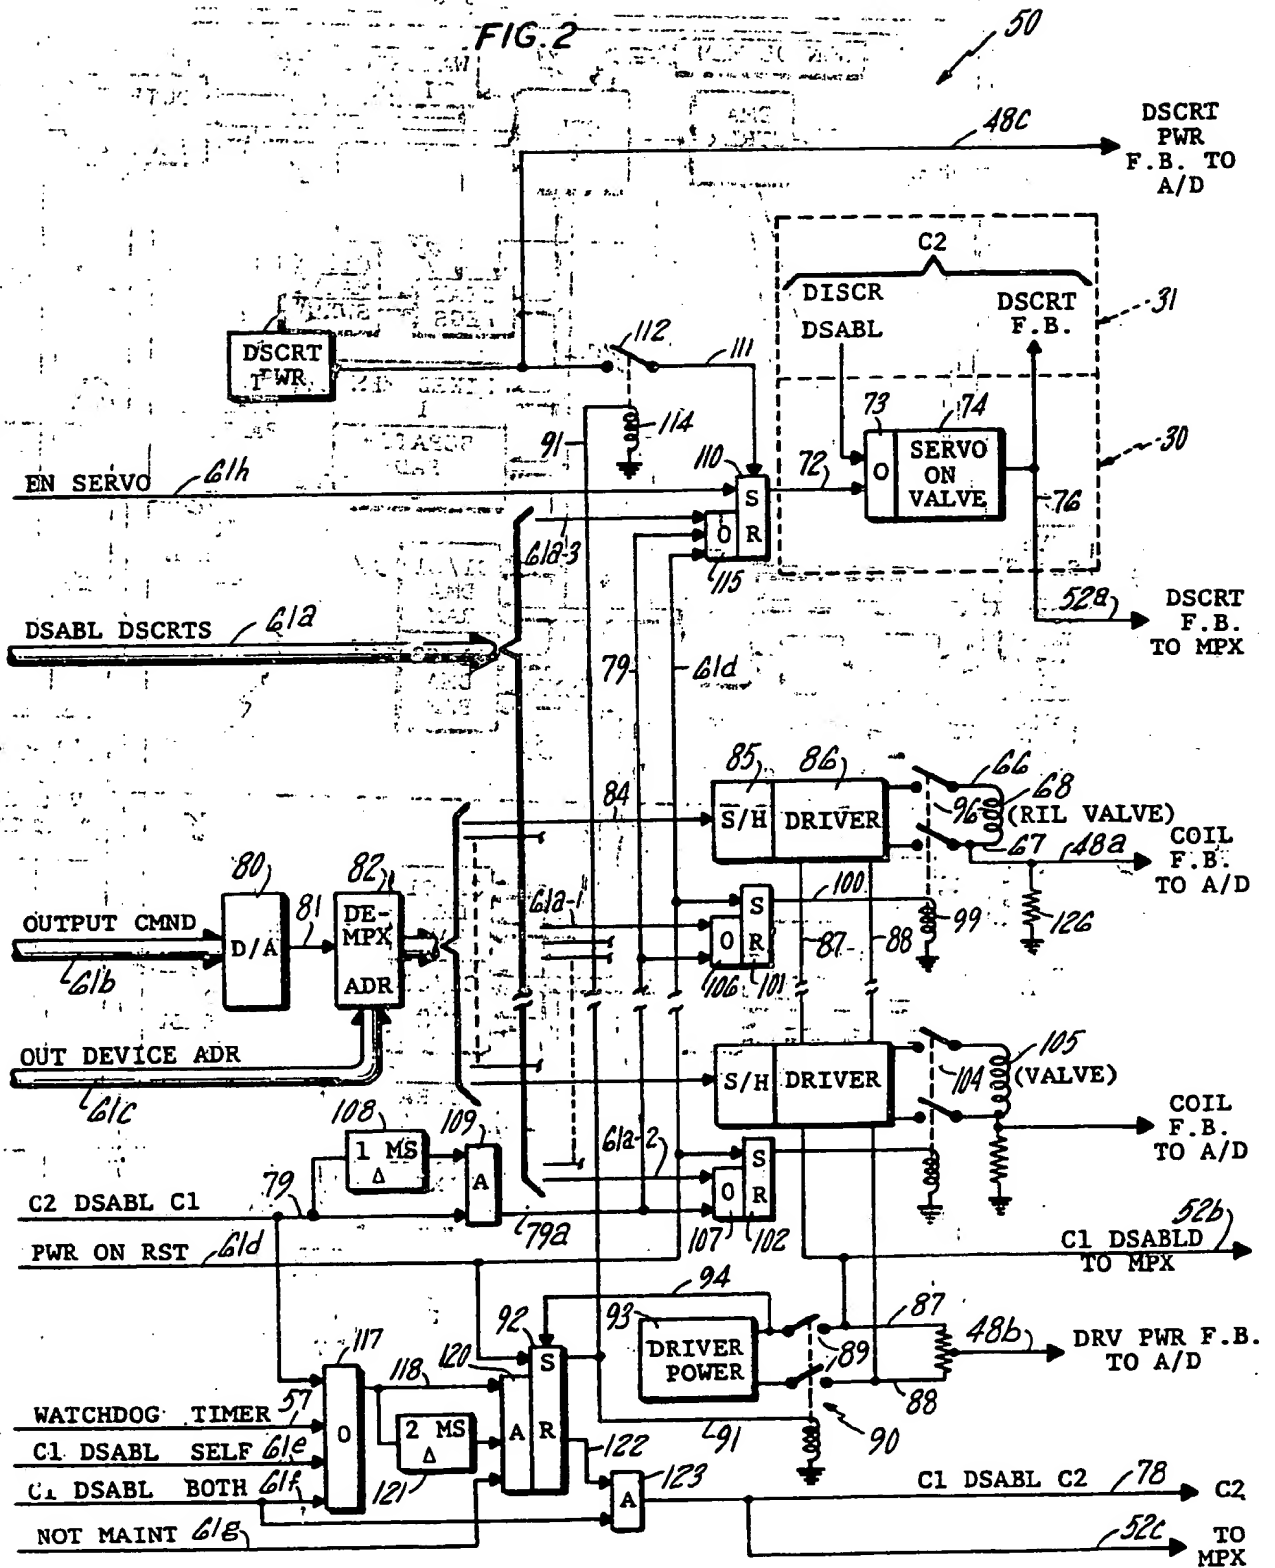 FIG. 2
50
48c
DSCRT
PWR
F.B. TO
A/D
C2
DISCR
DSABL
DSCRT
F.B.
31
112
111
DSCRT
PWR
114
91
110
73
74
30
EN SERVO
61h
S
72
O
SERVO
ON
VALVE
76
61a-3
O
R
115
DSABL DSCRTS
61a
52a
DSCRT
F.B.
TO MPX
79
61d
85
86
66
84
S/H
DRIVER
96
68
(RIL VALVE)
67
48a
COIL
F.B.
TO A/D
80
82
OUTPUT CMND
81
DE-
MPX
D/A
ADR
61b
61a-1
S
100
O
R
87
88
99
126
106
101
OUT DEVICE ADR
61c
S/H
DRIVER
104
105
(VALVE)
COIL
F.B.
TO A/D
108
109
1 MS
Δ
A
61a-2
S
O
R
C2 DSABL C1
79
79a
107
102
PWR ON RST
61d
52b
C1 DSABLD
TO MPX
94
92
93
DRIVER
POWER
87
89
48b
DRV PWR F.B.
TO A/D
88
117
118
120
S
WATCHDOG TIMER
57
O
2 MS
Δ
A
R
91
90
C1 DSABL SELF
61e
122
C1 DSABL BOTH
61f
121
123
A
C1 DSABL C2
78
C2
NOT MAINT
61g
52c
TO
MPX